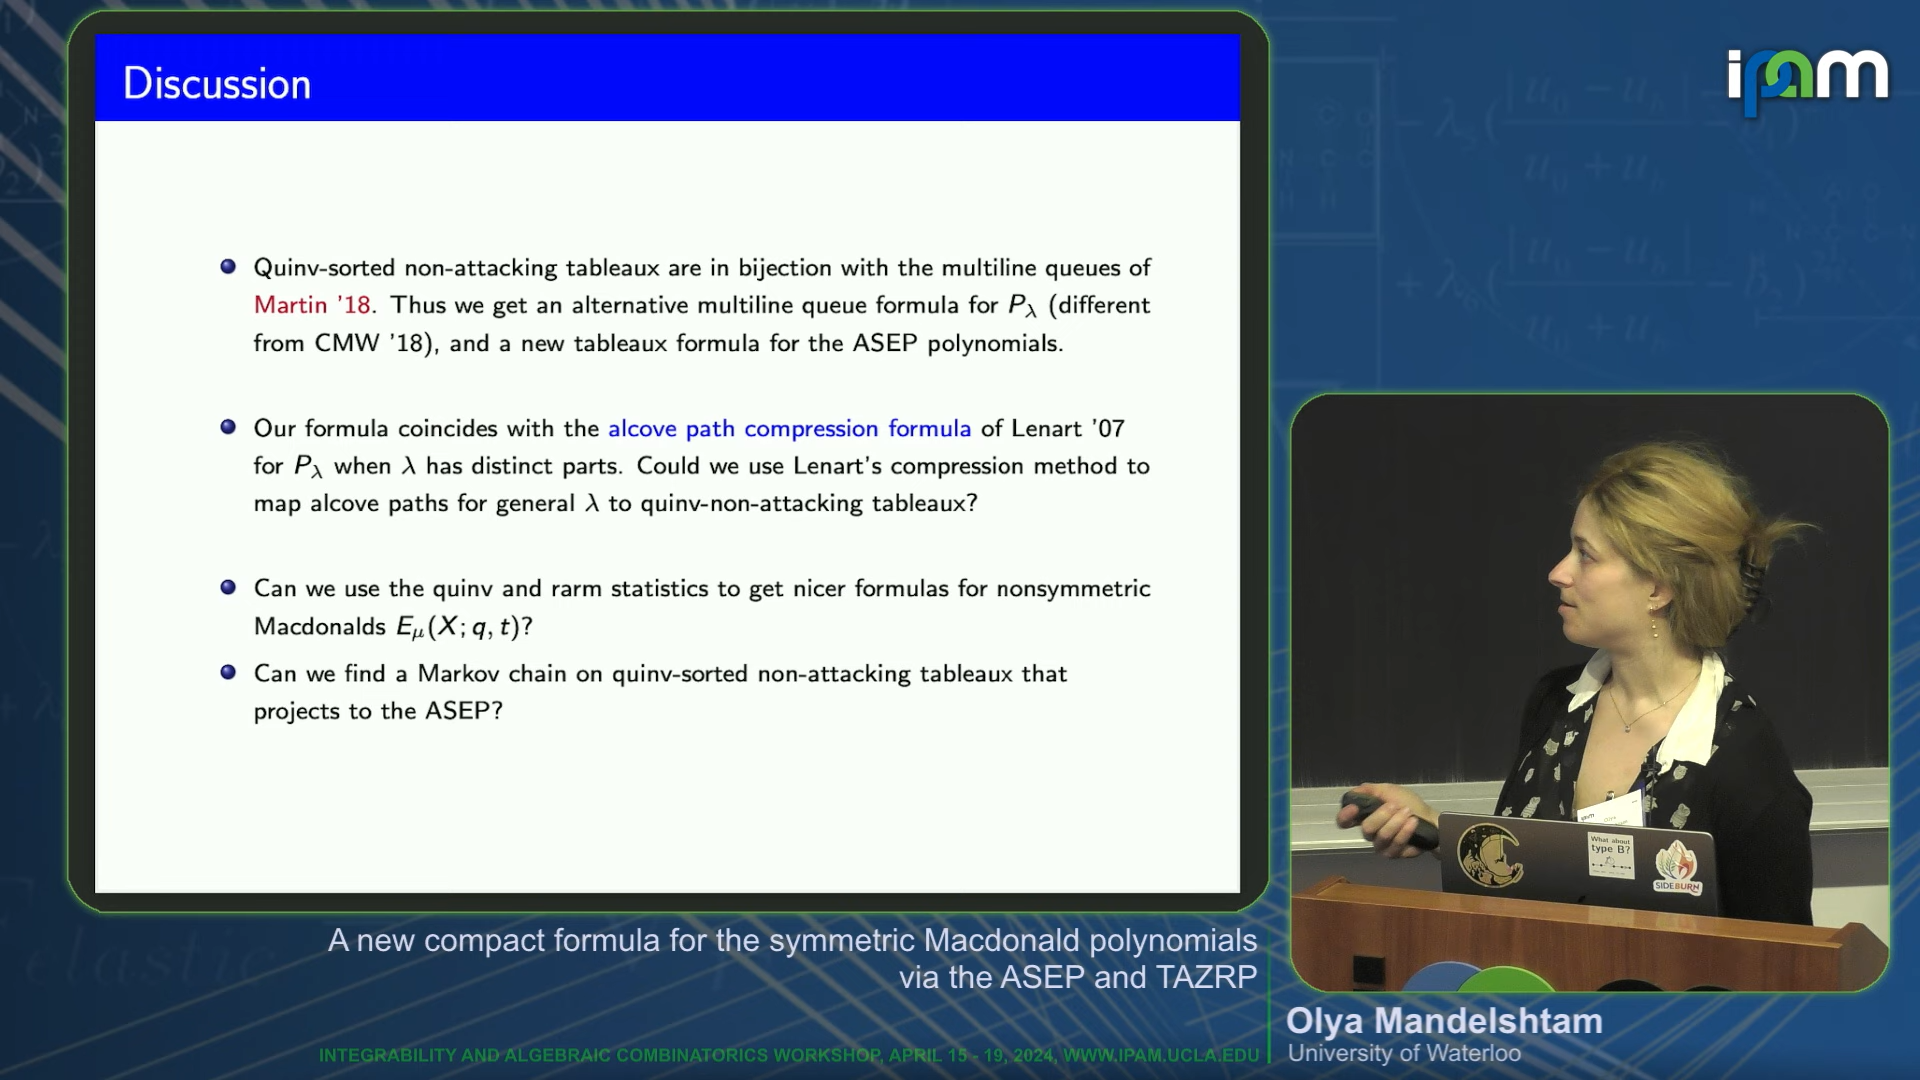 Discussion
Quinv-sorted non-attacking tableaux are in bijection with the multiline queues of
Martin '18. Thus we get an alternative multiline queue formula for Pλ (different
from CMW '18), and a new tableaux formula for the ASEP polynomials.
Our formula coincides with the alcove path compression formula of Lenart '07
for Pλ when λ has distinct parts. Could we use Lenart's compression method to
map alcove paths for general λ to quinv-non-attacking tableaux?
Can we use the quinv and rarm statistics to get nicer formulas for nonsymmetric
Macdonalds Eμ(X; q, t)?
Can we find a Markov chain on quinv-sorted non-attacking tableaux that
projects to the ASEP?
ipam
What about
type B?
SIDEBURN
A new compact formula for the symmetric Macdonald polynomials
via the ASEP and TAZRP
Olya Mandelshtam
University of Waterloo
INTEGRABILITY AND ALGEBRAIC COMBINATORICS WORKSHOP, APRIL 15 - 19, 2024, WWW.IPAM.UCLA.EDU
elastic